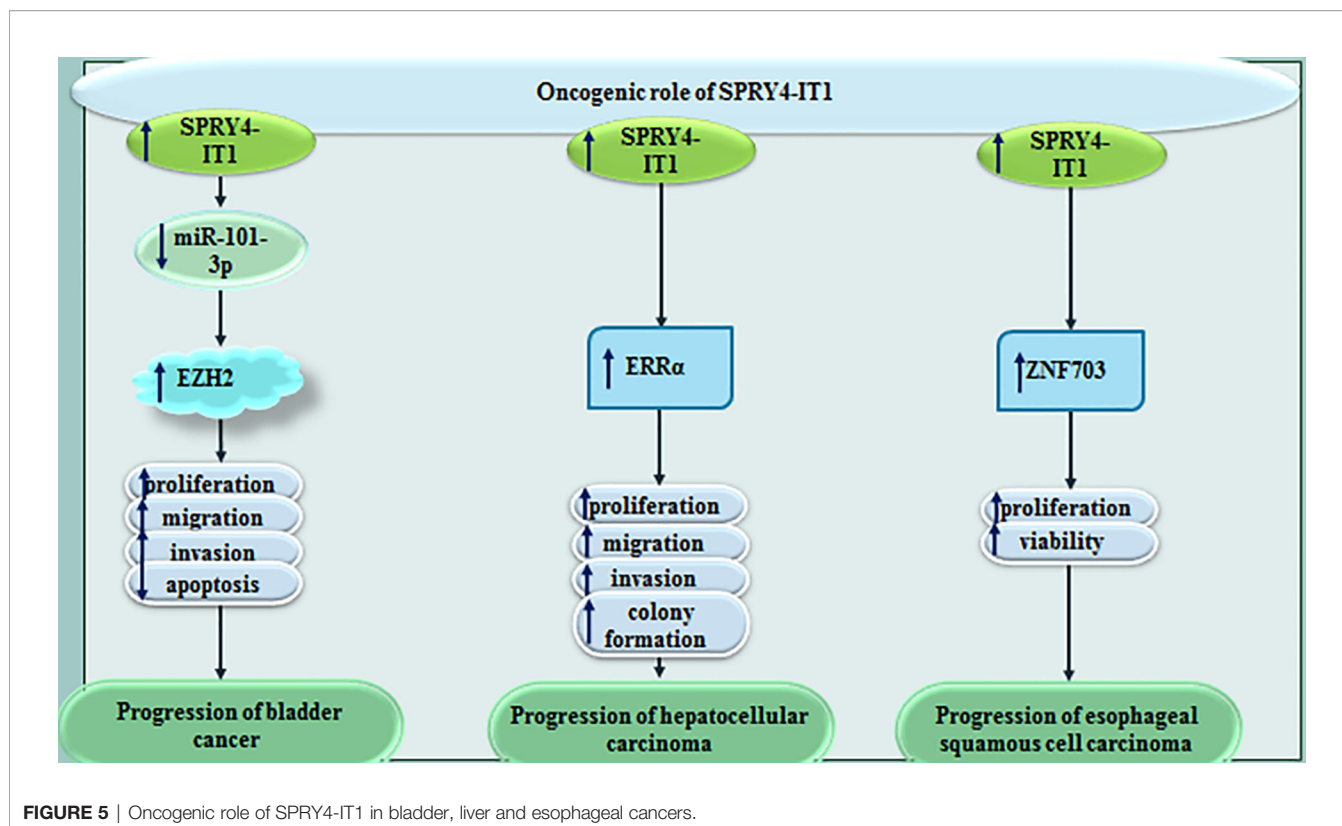 Oncogenic role of SPRY4-IT1
SPRY4-
IT1
miR-101-
3p
EZH2
proliferation
migration
invasion
apoptosis
Progression of bladder
cancer
SPRY4-
IT1
ERRα
proliferation
migration
invasion
colony
formation
Progression of hepatocellular
carcinoma
SPRY4-
IT1
ZNF703
proliferation
viability
Progression of esophageal
squamous cell carcinoma
FIGURE 5 | Oncogenic role of SPRY4-IT1 in bladder, liver and esophageal cancers.